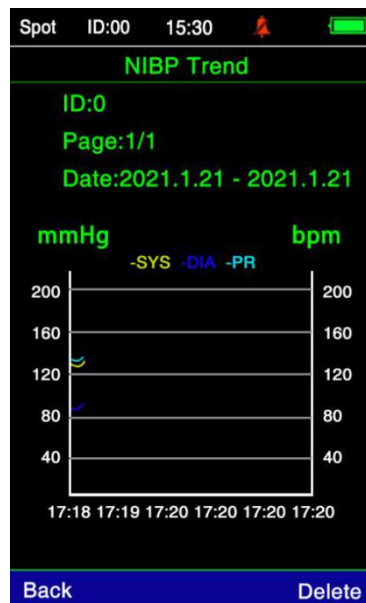 Spot ID:00 15:30
NIBP Trend
ID:0
Page:1/1
Date:2021.1.21 - 2021.1.21
mmHg bpm
-SYS -DIA -PR
200 200
160 160
120 120
80 80
40 40
17:18 17:19 17:20 17:20 17:20 17:20
Back Delete